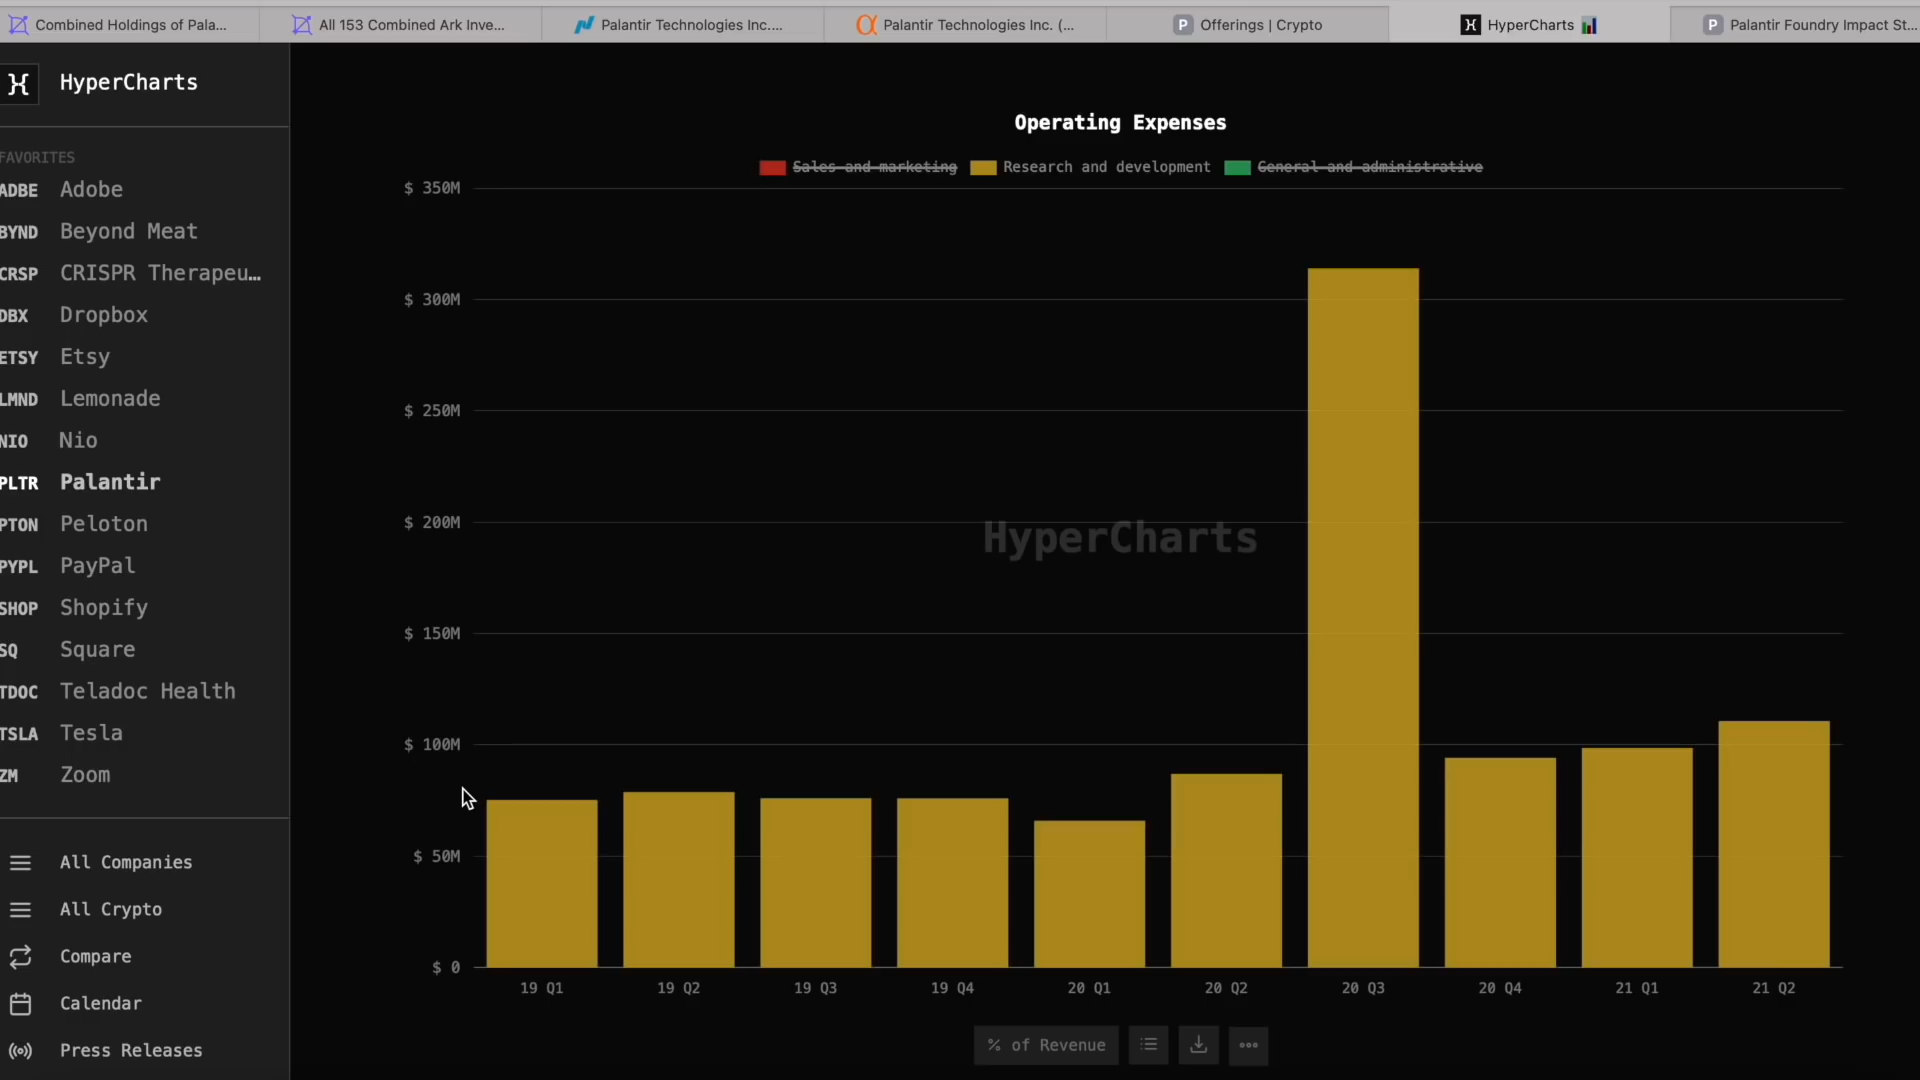 Combined Holdings of Pala...
All 153 Combined Ark Inve...
Palantir Technologies Inc....
Palantir Technologies Inc. (...
P Offerings | Crypto
HyperCharts
P Palantir Foundry Impact St...
HyperCharts
FAVORITES
ADBE Adobe
BYND Beyond Meat
CRSP CRISPR Therapeu...
DBX Dropbox
ETSY Etsy
LMND Lemonade
NIO Nio
PLTR Palantir
PTON Peloton
PYPL PayPal
SHOP Shopify
SQ Square
TDOC Teladoc Health
TSLA Tesla
ZM Zoom
All Companies
All Crypto
Compare
Calendar
Press Releases
Operating Expenses
Sales and marketing Research and development General and administrative
$ 350M
$ 300M
$ 250M
$ 200M
$ 150M
$ 100M
$ 50M
$ 0
HyperCharts
19 Q1 19 Q2 19 Q3 19 Q4 20 Q1 20 Q2 20 Q3 20 Q4 21 Q1 21 Q2
% of Revenue